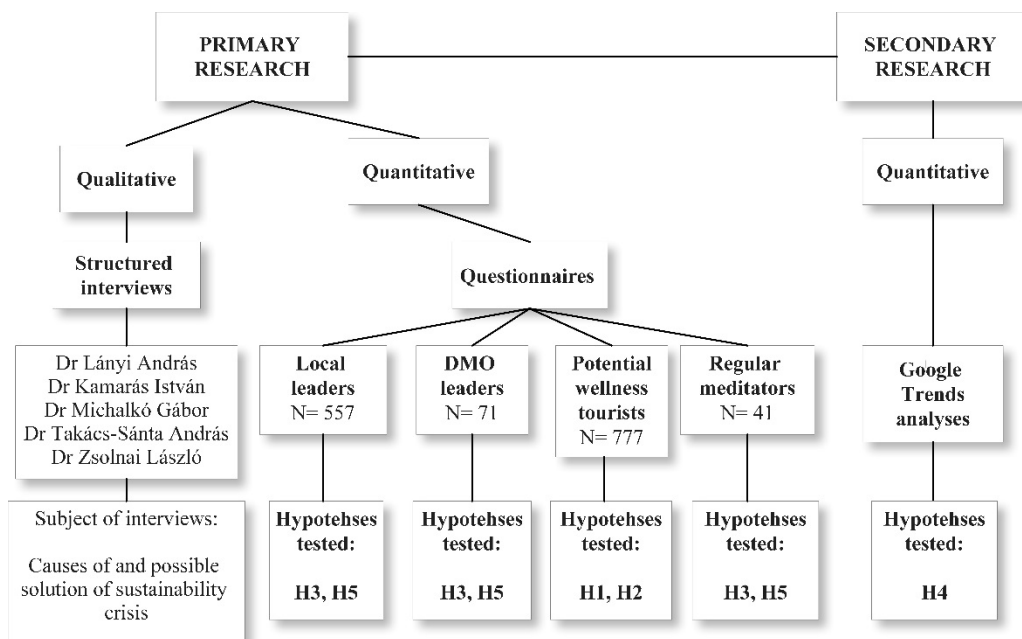 PRIMARY
RESEARCH
SECONDARY
RESEARCH
Qualitative
Quantitative
Quantitative
Structured
interviews
Questionnaires
Dr Lányi András
Dr Kamarás István
Dr Michalkó Gábor
Dr Takács-Sánta András
Dr Zsolnai László
Local
leaders
N= 557
DMO
leaders
N= 71
Potential
wellness
tourists
N= 777
Regular
meditators
N= 41
Google
Trends
analyses
Subject of interviews:
Causes of and possible
solution of sustainability
crisis
Hypotehses
tested:
H3, H5
Hypotehses
tested:
H3, H5
Hypotehses
tested:
H1, H2
Hypotehses
tested:
H3, H5
Hypotehses
tested:
H4